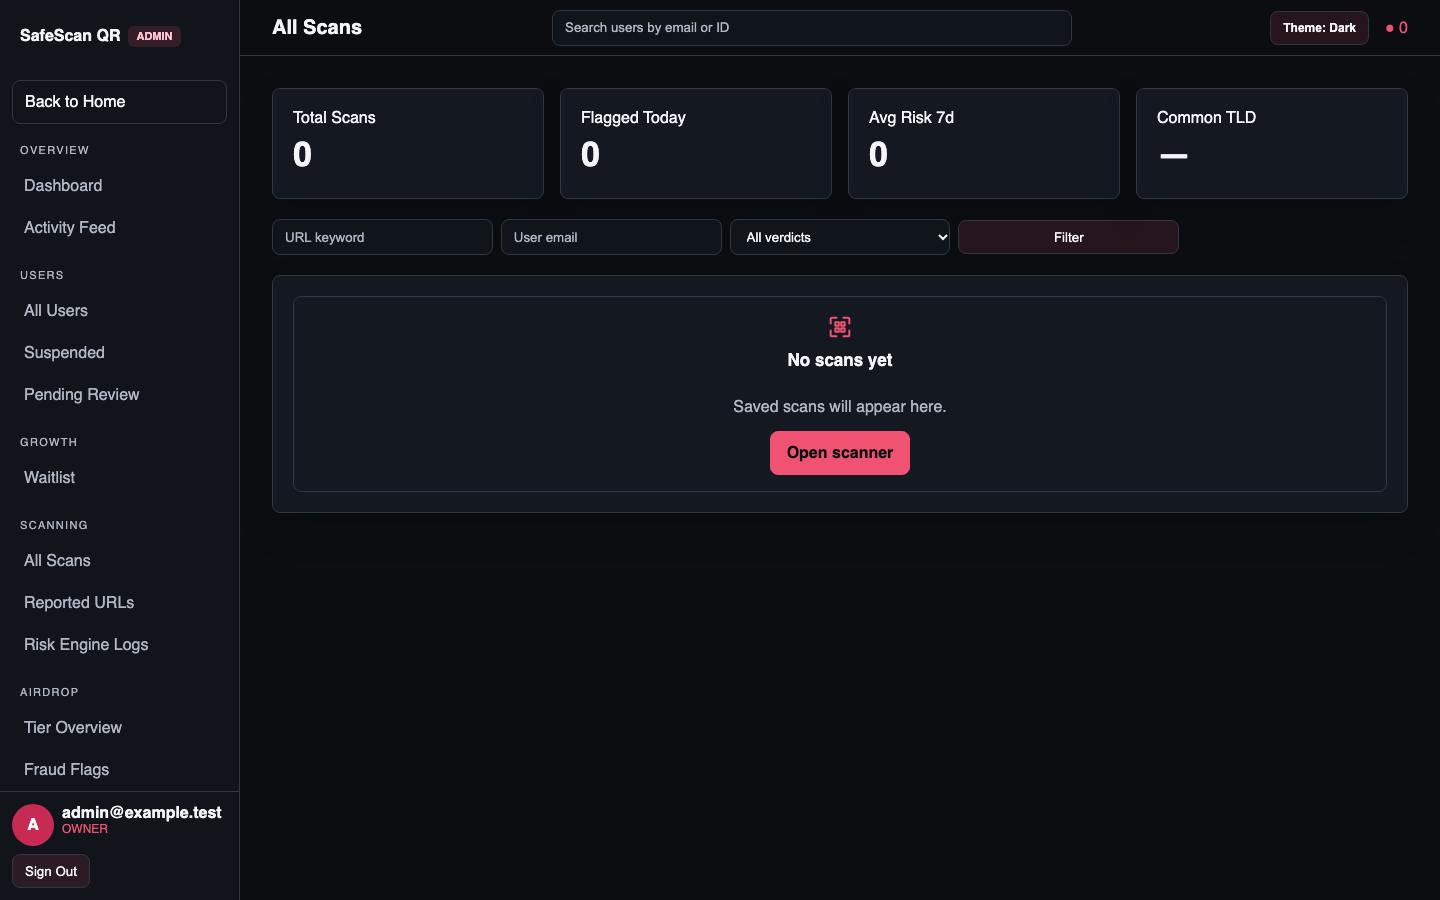 SafeScan QR ADMIN
Back to Home
OVERVIEW
Dashboard
Activity Feed
USERS
All Users
Suspended
Pending Review
GROWTH
Waitlist
SCANNING
All Scans
Reported URLs
Risk Engine Logs
AIRDROP
Tier Overview
Fraud Flags
A admin@example.test
OWNER
Sign Out
All Scans
Search users by email or ID
Theme: Dark
0
Total Scans
0
Flagged Today
0
Avg Risk 7d
0
Common TLD
—
URL keyword
User email
All verdicts
Filter
No scans yet
Saved scans will appear here.
Open scanner